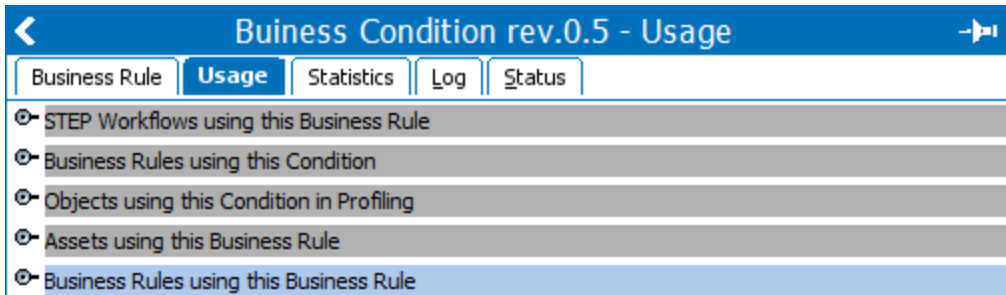 Buiness Condition rev.0.5 - Usage
Business Rule Usage Statistics Log Status
STEP Workflows using this Business Rule
Business Rules using this Condition
Objects using this Condition in Profiling
Assets using this Business Rule
Business Rules using this Business Rule